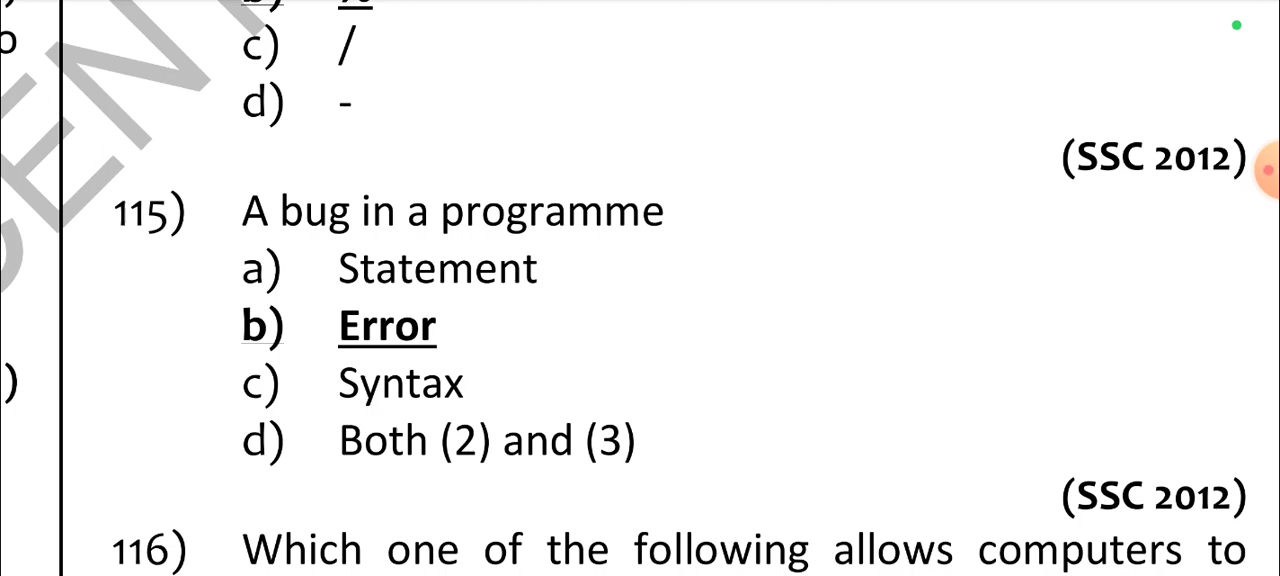 c) /
d) -
(SSC 2012)
115) A bug in a programme
a) Statement
b) Error
c) Syntax
d) Both (2) and (3)
(SSC 2012)
116) Which one of the following allows computers to
CEN
)